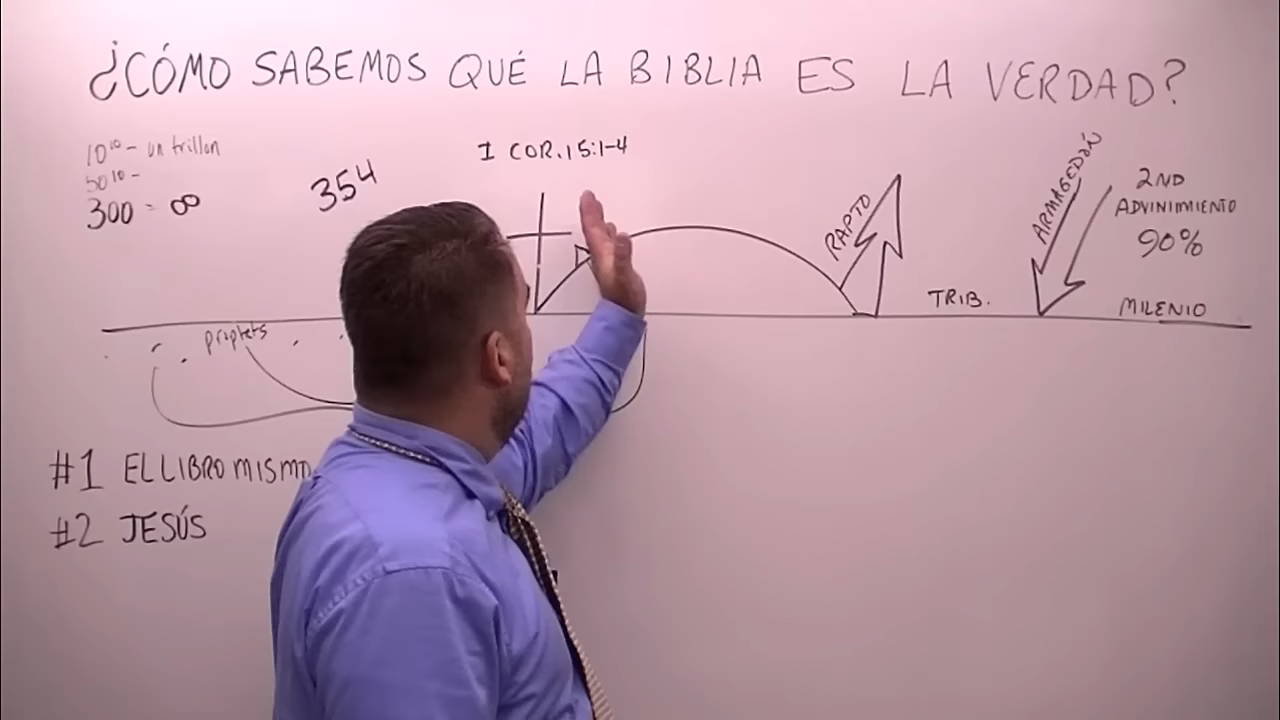 ¿CÓMO SABEMOS QUÉ LA BIBLIA ES LA VERDAD?
10¹⁰ - un trillon
50¹⁰ -
300 = ∞
354
I COR. 15:1-4
RAPTO
ARMAGEDÓN
2ND
ADVINIMIENTO
90%
TRIB.
MILENIO
prophets
#1 EL LIBRO MISMO
#2 JESÚS